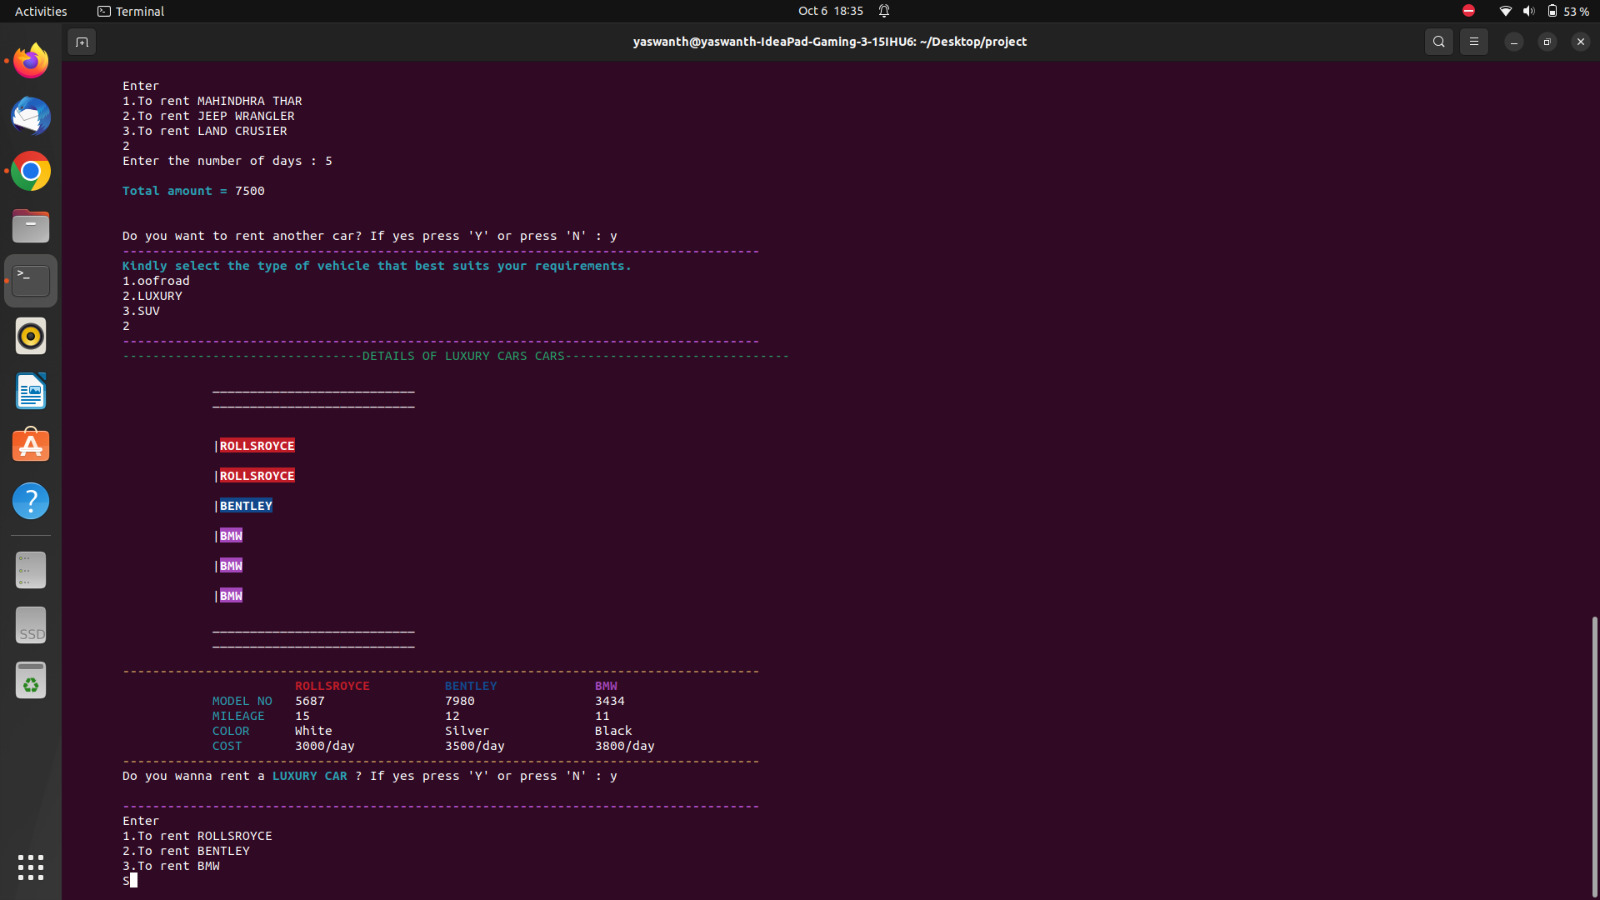 Activities
Terminal
Oct 6 18:35
53 %
yaswanth@yaswanth-IdeaPad-Gaming-3-15IHU6: ~/Desktop/project
Enter
1.To rent MAHINDHRA THAR
2.To rent JEEP WRANGLER
3.To rent LAND CRUSIER
2
Enter the number of days : 5
Total amount = 7500
Do you want to rent another car? If yes press 'Y' or press 'N' : y
-------------------------------------------------------------------------------------
Kindly select the type of vehicle that best suits your requirements.
1.oofroad
2.LUXURY
3.SUV
2
-------------------------------------------------------------------------------------
--------------------------------DETAILS OF LUXURY CARS CARS------------------------------
|ROLLSROYCE
|ROLLSROYCE
|BENTLEY
|BMW
|BMW
|BMW
-------------------------------------------------------------------------------------
ROLLSROYCE BENTLEY BMW
MODEL NO 5687 7980 3434
MILEAGE 15 12 11
COLOR White Silver Black
COST 3000/day 3500/day 3800/day
-------------------------------------------------------------------------------------
Do you wanna rent a LUXURY CAR ? If yes press 'Y' or press 'N' : y
-------------------------------------------------------------------------------------
Enter
1.To rent ROLLSROYCE
2.To rent BENTLEY
3.To rent BMW
S
SSD